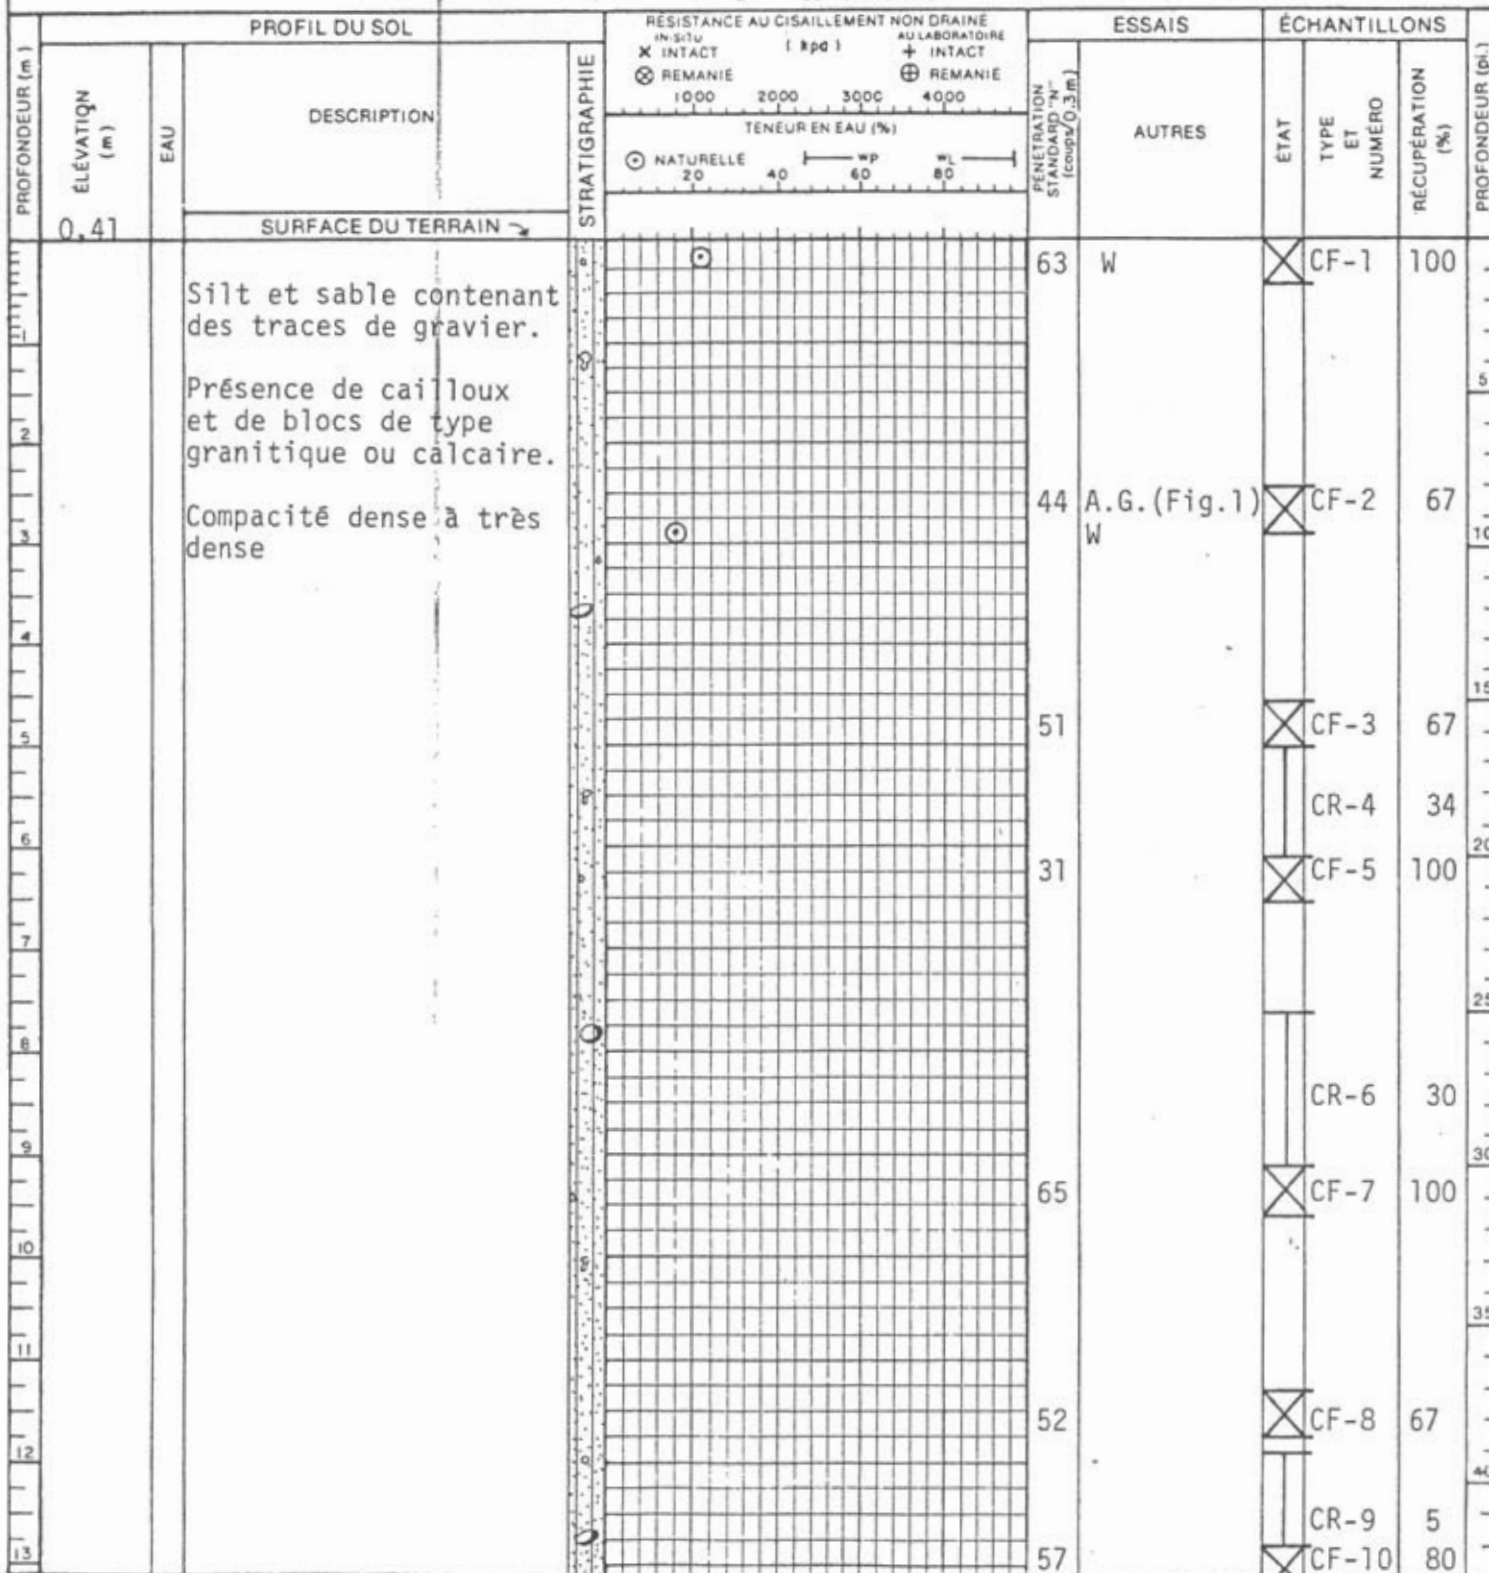 PROFIL DU SOL
RÉSISTANCE AU CISAILLEMENT NON DRAINÉ
IN-SITU
( kpa )
AU LABORATOIRE
× INTACT
+ INTACT
⊗ REMANIÉ
⊕ REMANIÉ
1000 2000 3000 4000
TENEUR EN EAU (%)
⊙ NATURELLE
WP WL
20 40 60 80
ESSAIS
ÉCHANTILLONS
PROFONDEUR (m)
ÉLÉVATION
(m)
EAU
DESCRIPTION
STRATIGRAPHIE
PÉNÉTRATION
STANDARD "N"
(coups/0.3m)
AUTRES
ÉTAT
TYPE
ET
NUMÉRO
RÉCUPÉRATION
(%)
PROFONDEUR (pi.)
0,41
SURFACE DU TERRAIN
63 W CF-1 100
Silt et sable contenant
des traces de gravier.
1
Présence de cailloux
5
et de blocs de type
2
granitique ou calcaire.
44 A.G.(Fig.1) CF-2 67
Compacité dense à très
W
3
dense
10
4
15
51 CF-3 67
5
CR-4 34
6
20
31 CF-5 100
7
25
8
CR-6 30
9
30
65 CF-7 100
10
35
11
52 CF-8 67
12
40
CR-9 5
13
57 CF-10 80